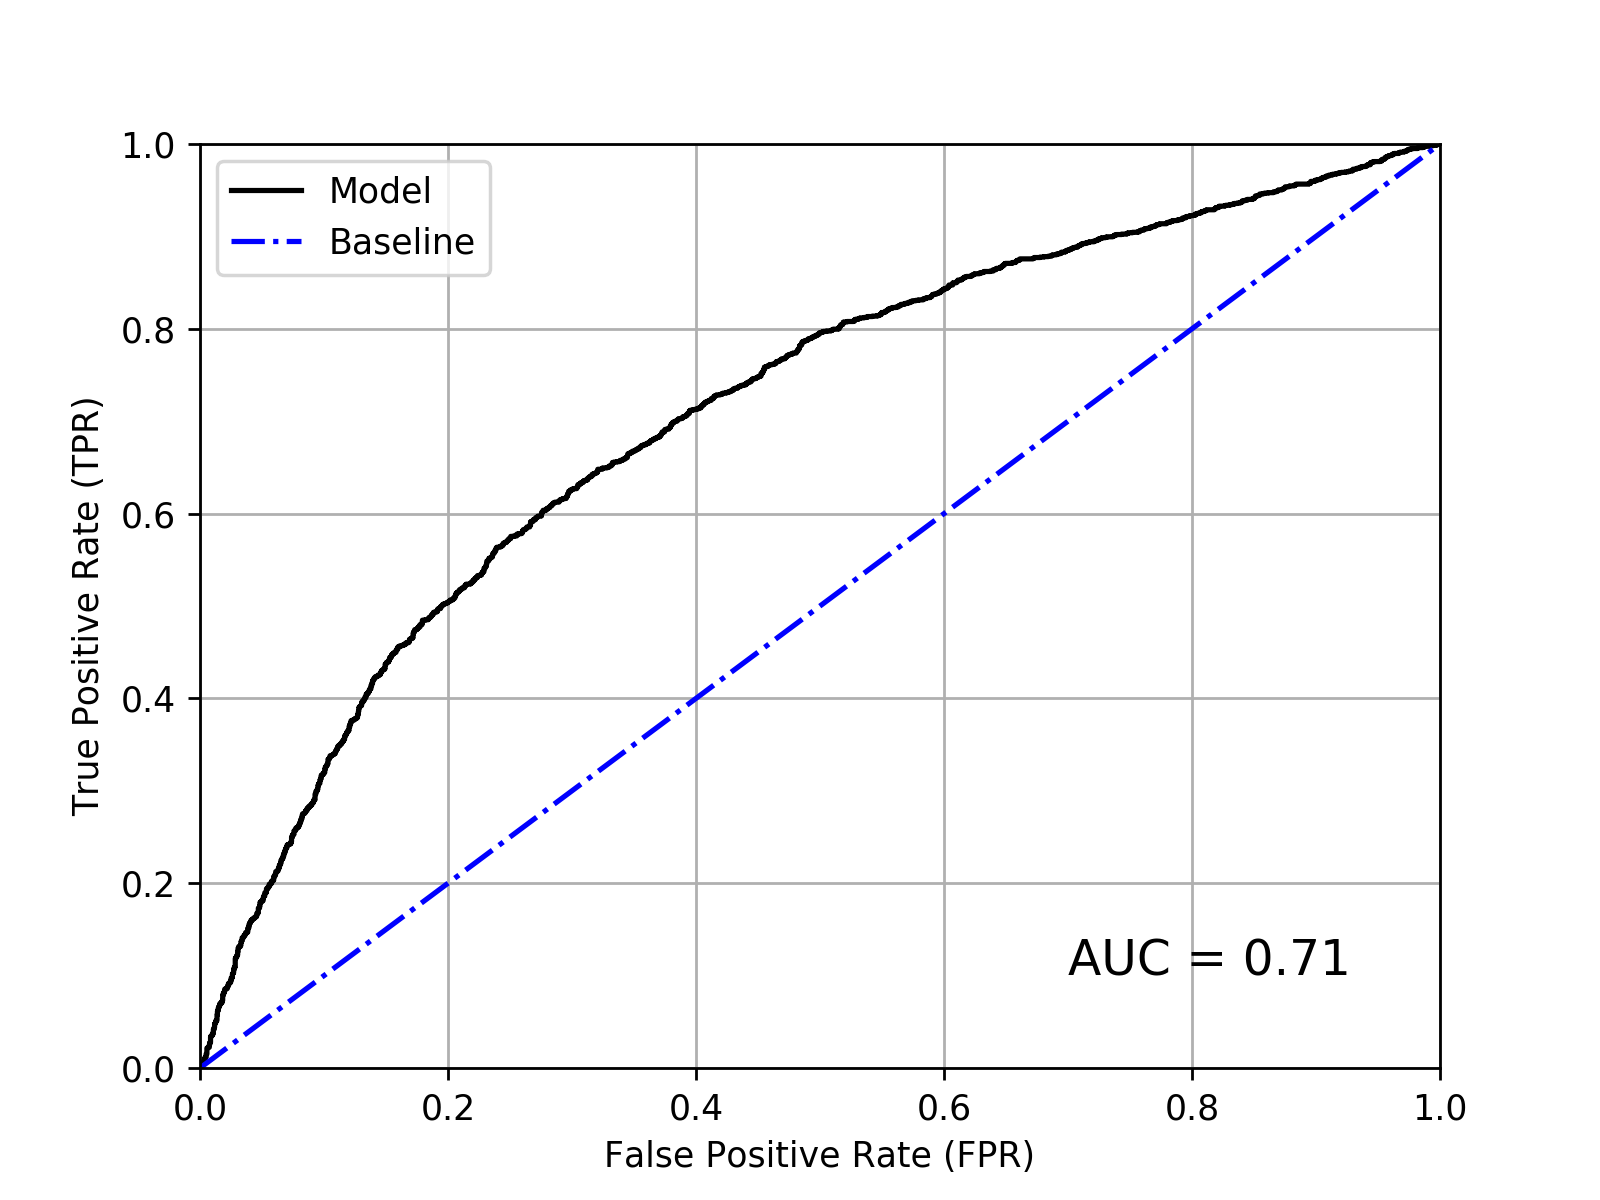 Model
Baseline
1.0
0.8
0.6
0.4
0.2
0.0
True Positive Rate (TPR)
AUC = 0.71
0.0 0.2 0.4 0.6 0.8 1.0
False Positive Rate (FPR)